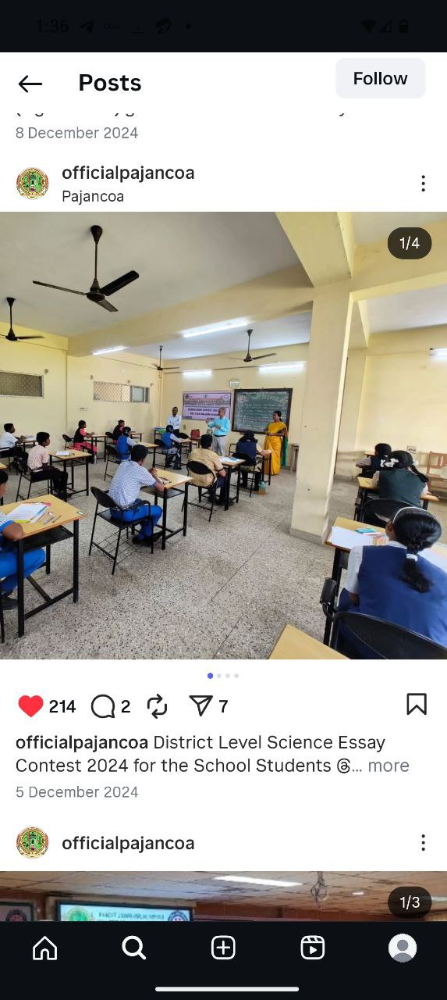 1:36
Posts
Follow
8 December 2024
officialpajancoa
Pajancoa
1/4
214
2
7
officialpajancoa District Level Science Essay
Contest 2024 for the School Students @... more
5 December 2024
officialpajancoa
1/3